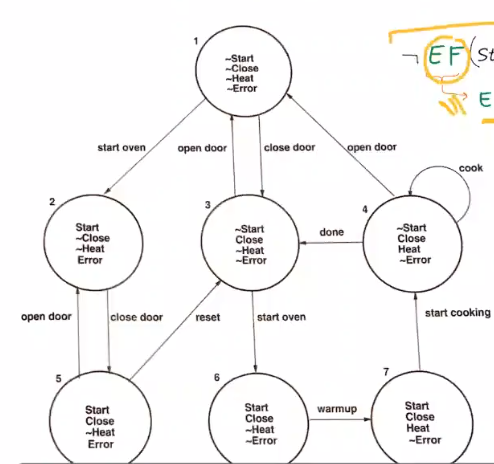 1
~Start
~Close
~Heat
~Error
¬ EF (St
E
start oven
open door
close door
open door
cook
2
Start
~Close
~Heat
Error
3
~Start
Close
~Heat
~Error
done
4
~Start
Close
Heat
~Error
open door
close door
reset
start oven
start cooking
5
Start
Close
~Heat
Error
6
Start
Close
~Heat
~Error
warmup
7
Start
Close
Heat
~Error